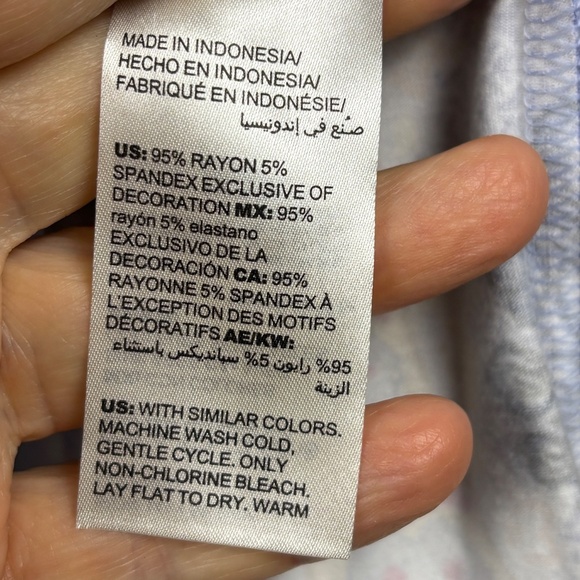 MADE IN INDONESIA/
HECHO EN INDONESIA/
FABRIQUÉ EN INDONÉSIE/
صُنع في إندونيسيا
US: 95% RAYON 5%
SPANDEX EXCLUSIVE OF
DECORATION MX: 95%
rayón 5% elastano
EXCLUSIVO DE LA
DECORACIÓN CA: 95%
RAYONNE 5% SPANDEX À
L'EXCEPTION DES MOTIFS
DÉCORATIFS AE/KW:
95% رايون 5% سبانديكس باستثناء
الزينة
US: WITH SIMILAR COLORS.
MACHINE WASH COLD,
GENTLE CYCLE. ONLY
NON-CHLORINE BLEACH.
LAY FLAT TO DRY. WARM